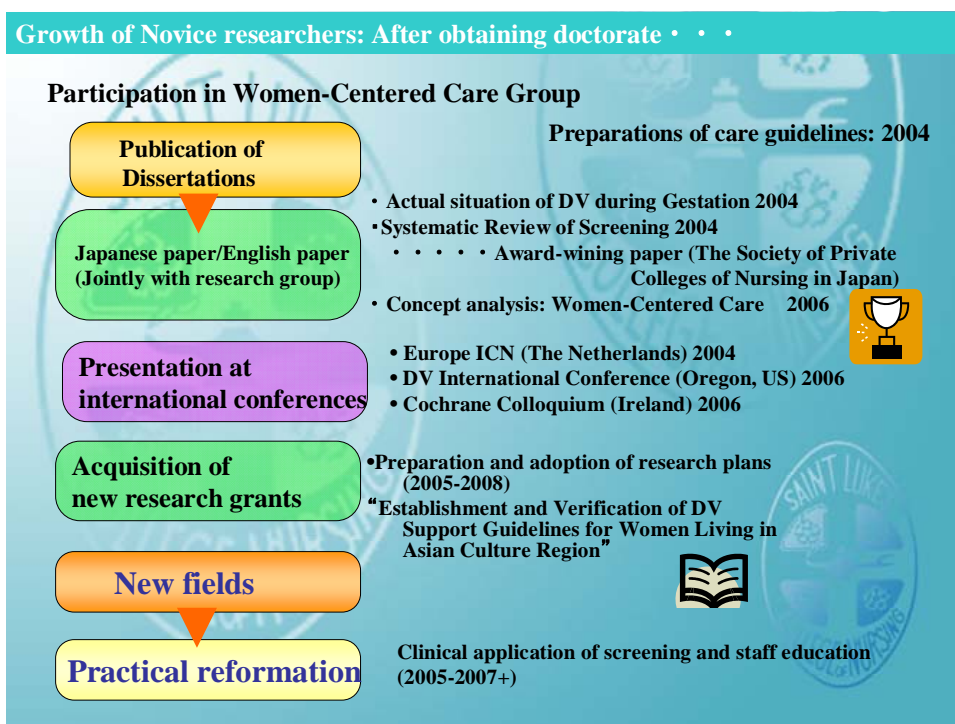 Growth of Novice researchers: After obtaining doctorate・・・
Participation in Women-Centered Care Group
Preparations of care guidelines: 2004
Publication of
Dissertations
Japanese paper/English paper
(Jointly with research group)
・Actual situation of DV during Gestation 2004
・Systematic Review of Screening 2004
・・・・・Award-wining paper (The Society of Private
Colleges of Nursing in Japan)
・Concept analysis: Women-Centered Care 2006
Presentation at
international conferences
• Europe ICN (The Netherlands) 2004
• DV International Conference (Oregon, US) 2006
• Cochrane Colloquium (Ireland) 2006
Acquisition of
new research grants
•Preparation and adoption of research plans
(2005-2008)
“Establishment and Verification of DV
Support Guidelines for Women Living in
Asian Culture Region”
New fields
Practical reformation
Clinical application of screening and staff education
(2005-2007+)
SAINT LUKE